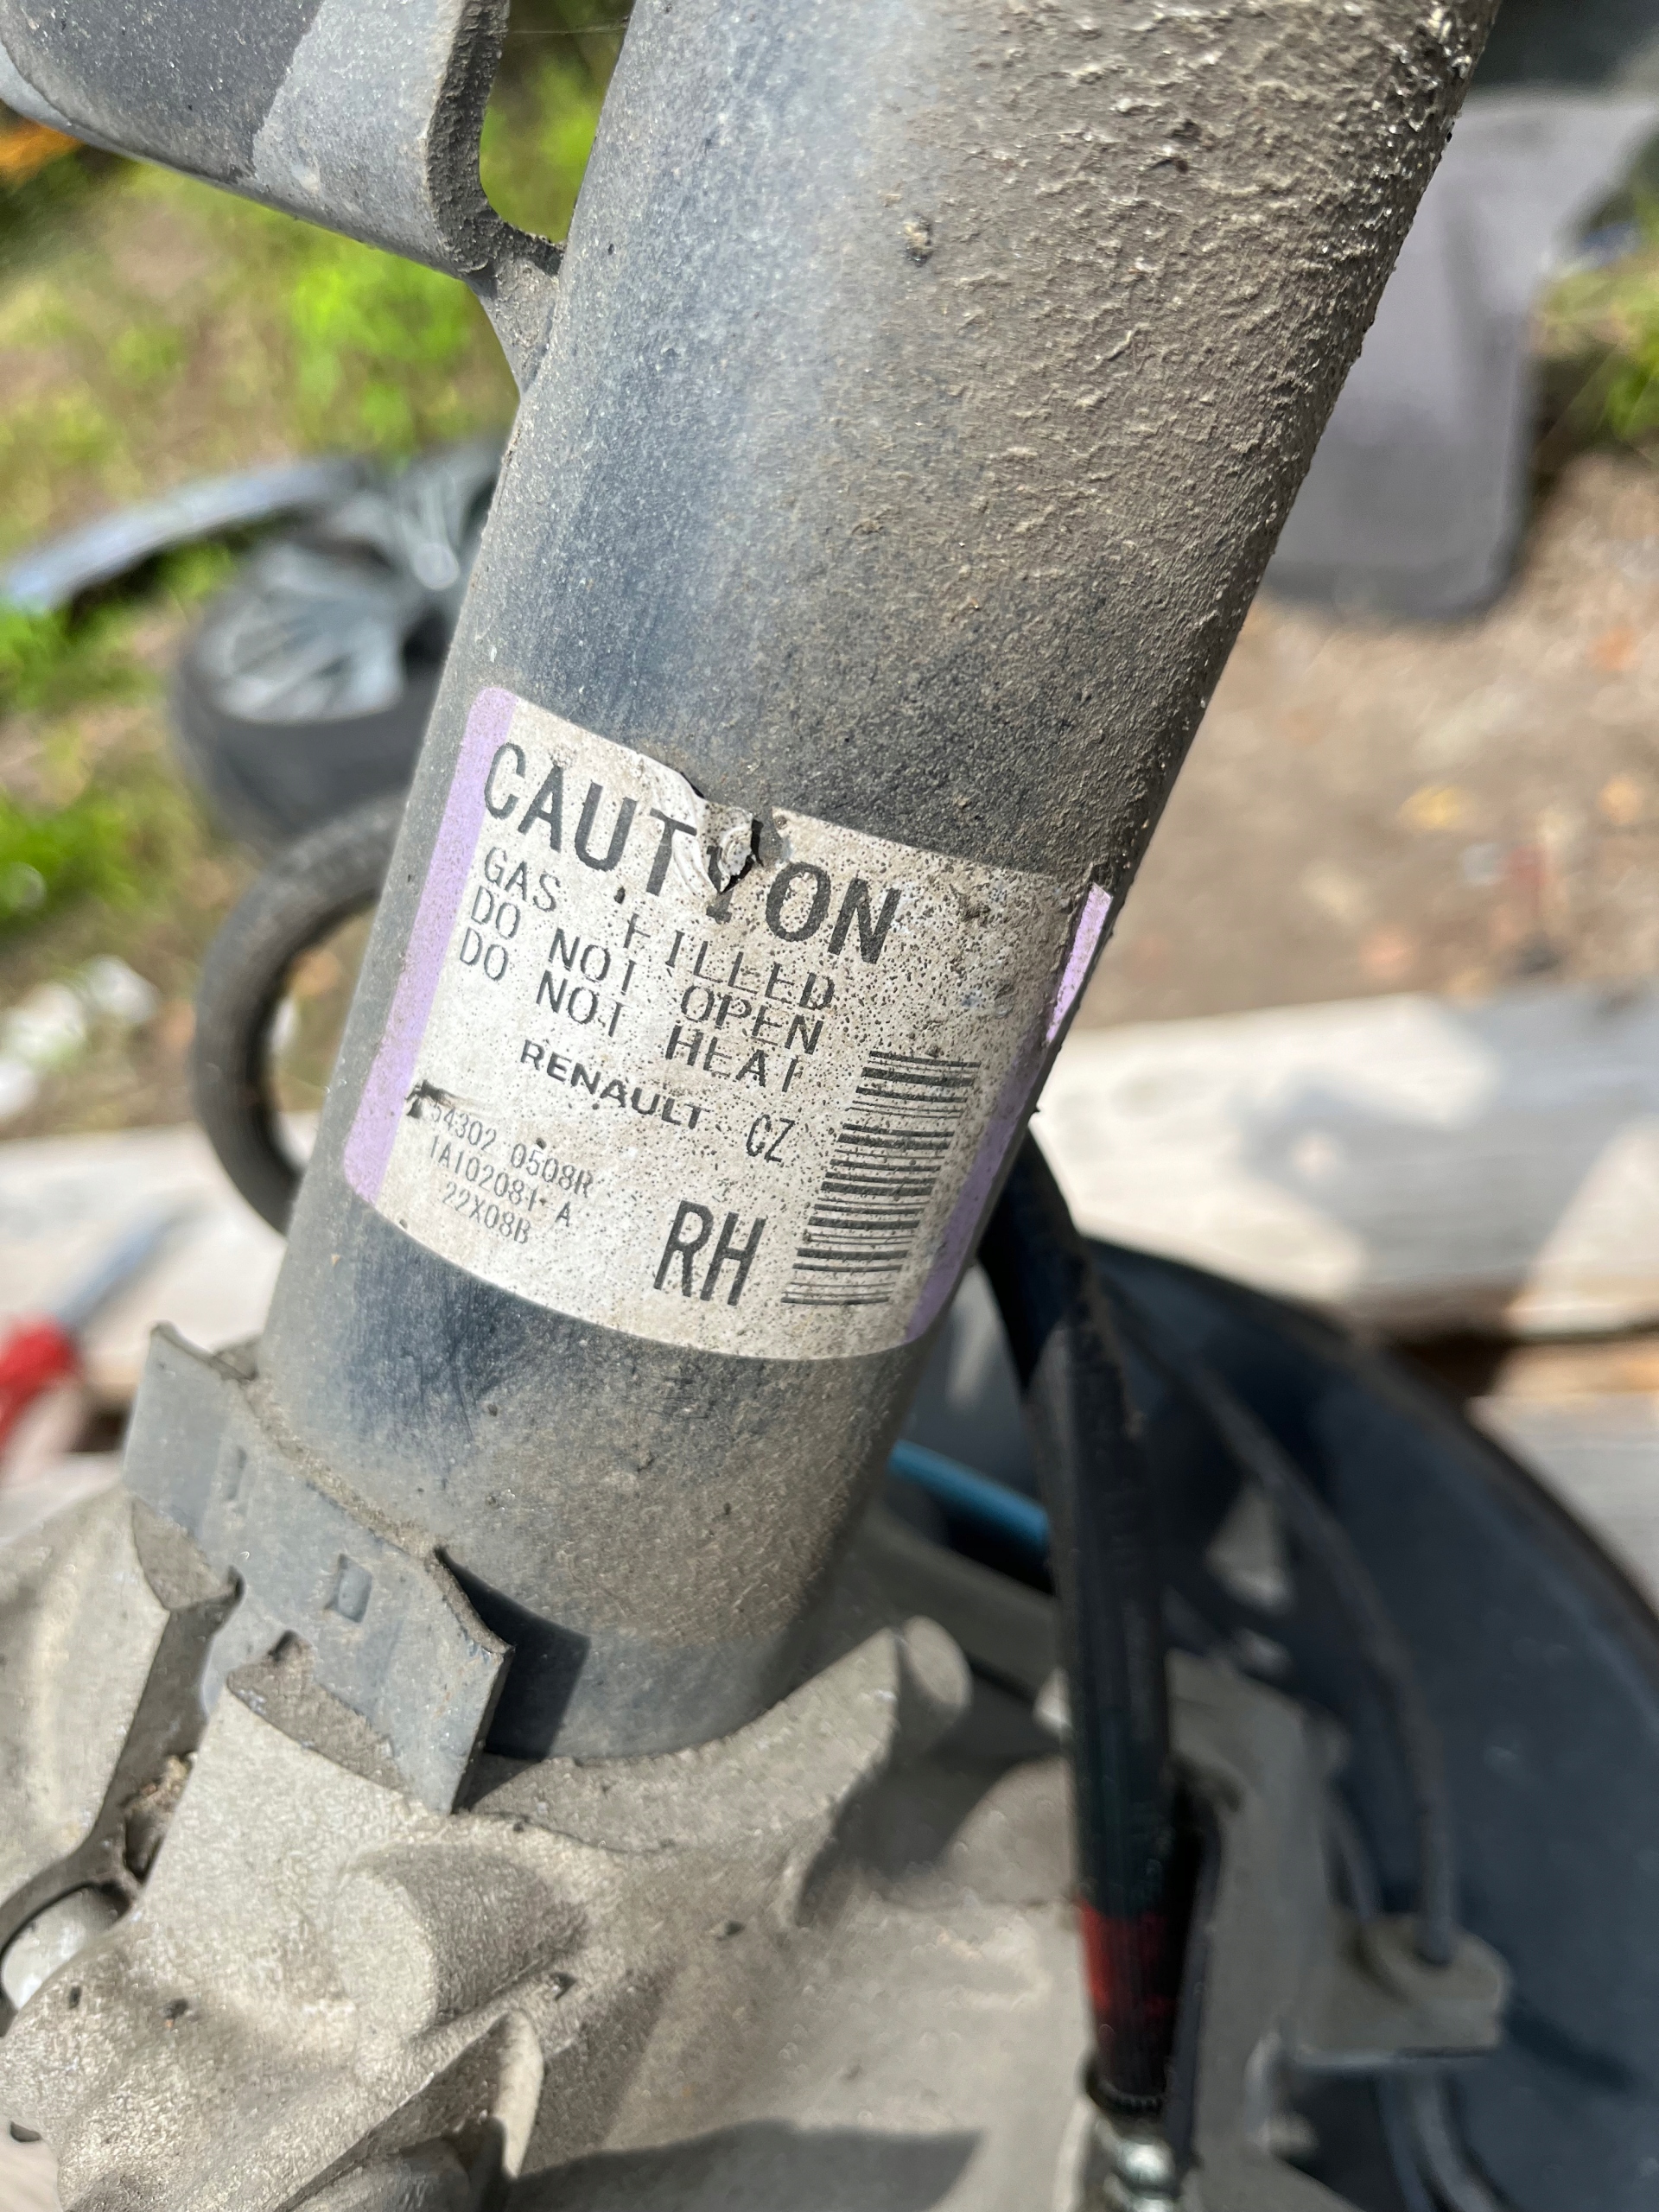 CAUTION
GAS FILLED
DO NOT OPEN
DO NOT HEAT
RENAULT CZ
54302 0508R
1A102081 A
22X08B
RH